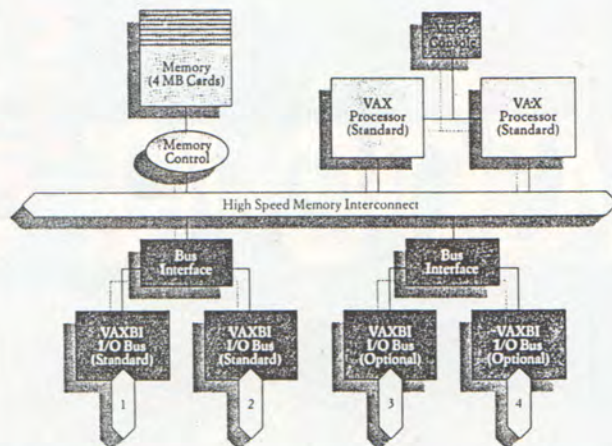 Video
Console
Memory
(4 MB Cards)
VAX
Processor
(Standard)
VAX
Processor
(Standard)
Memory
Control
High Speed Memory Interconnect
Bus
Interface
Bus
Interface
VAXBI
I/O Bus
(Standard)
VAXBI
I/O Bus
(Standard)
VAXBI
I/O Bus
(Optional)
VAXBI
I/O Bus
(Optional)
1
2
3
4